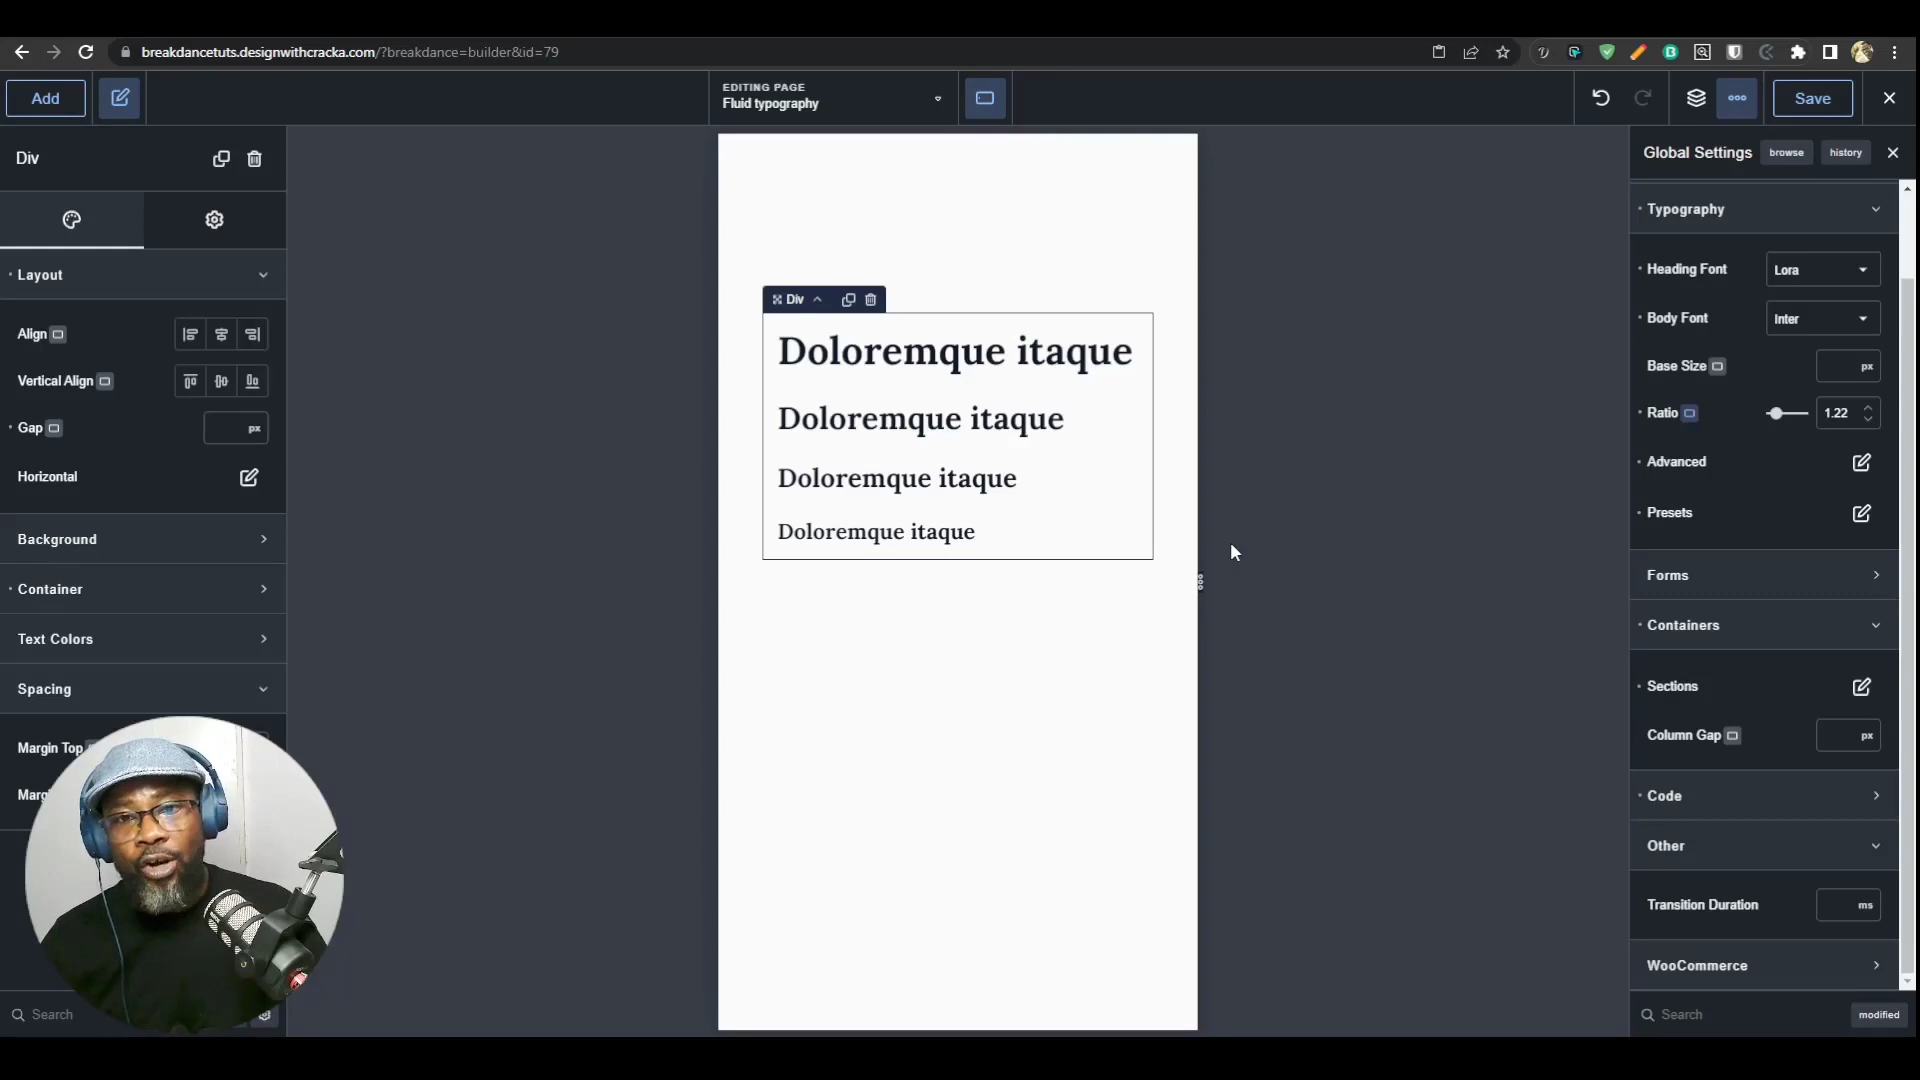 breakdancetuts.designwithcracka.com/?breakdance=builder&id=79
Add
EDITING PAGE
Fluid typography
Save
Div
Layout
Align
Vertical Align
Gap
px
Horizontal
Background
Container
Text Colors
Spacing
Margin Top
Search
Div
Doloremque itaque
Doloremque itaque
Doloremque itaque
Doloremque itaque
Global Settings
browse
history
Typography
Heading Font
Lora
Body Font
Inter
Base Size
px
Ratio
1.22
Advanced
Presets
Forms
Containers
Sections
Column Gap
px
Code
Other
Transition Duration
ms
WooCommerce
Search
modified